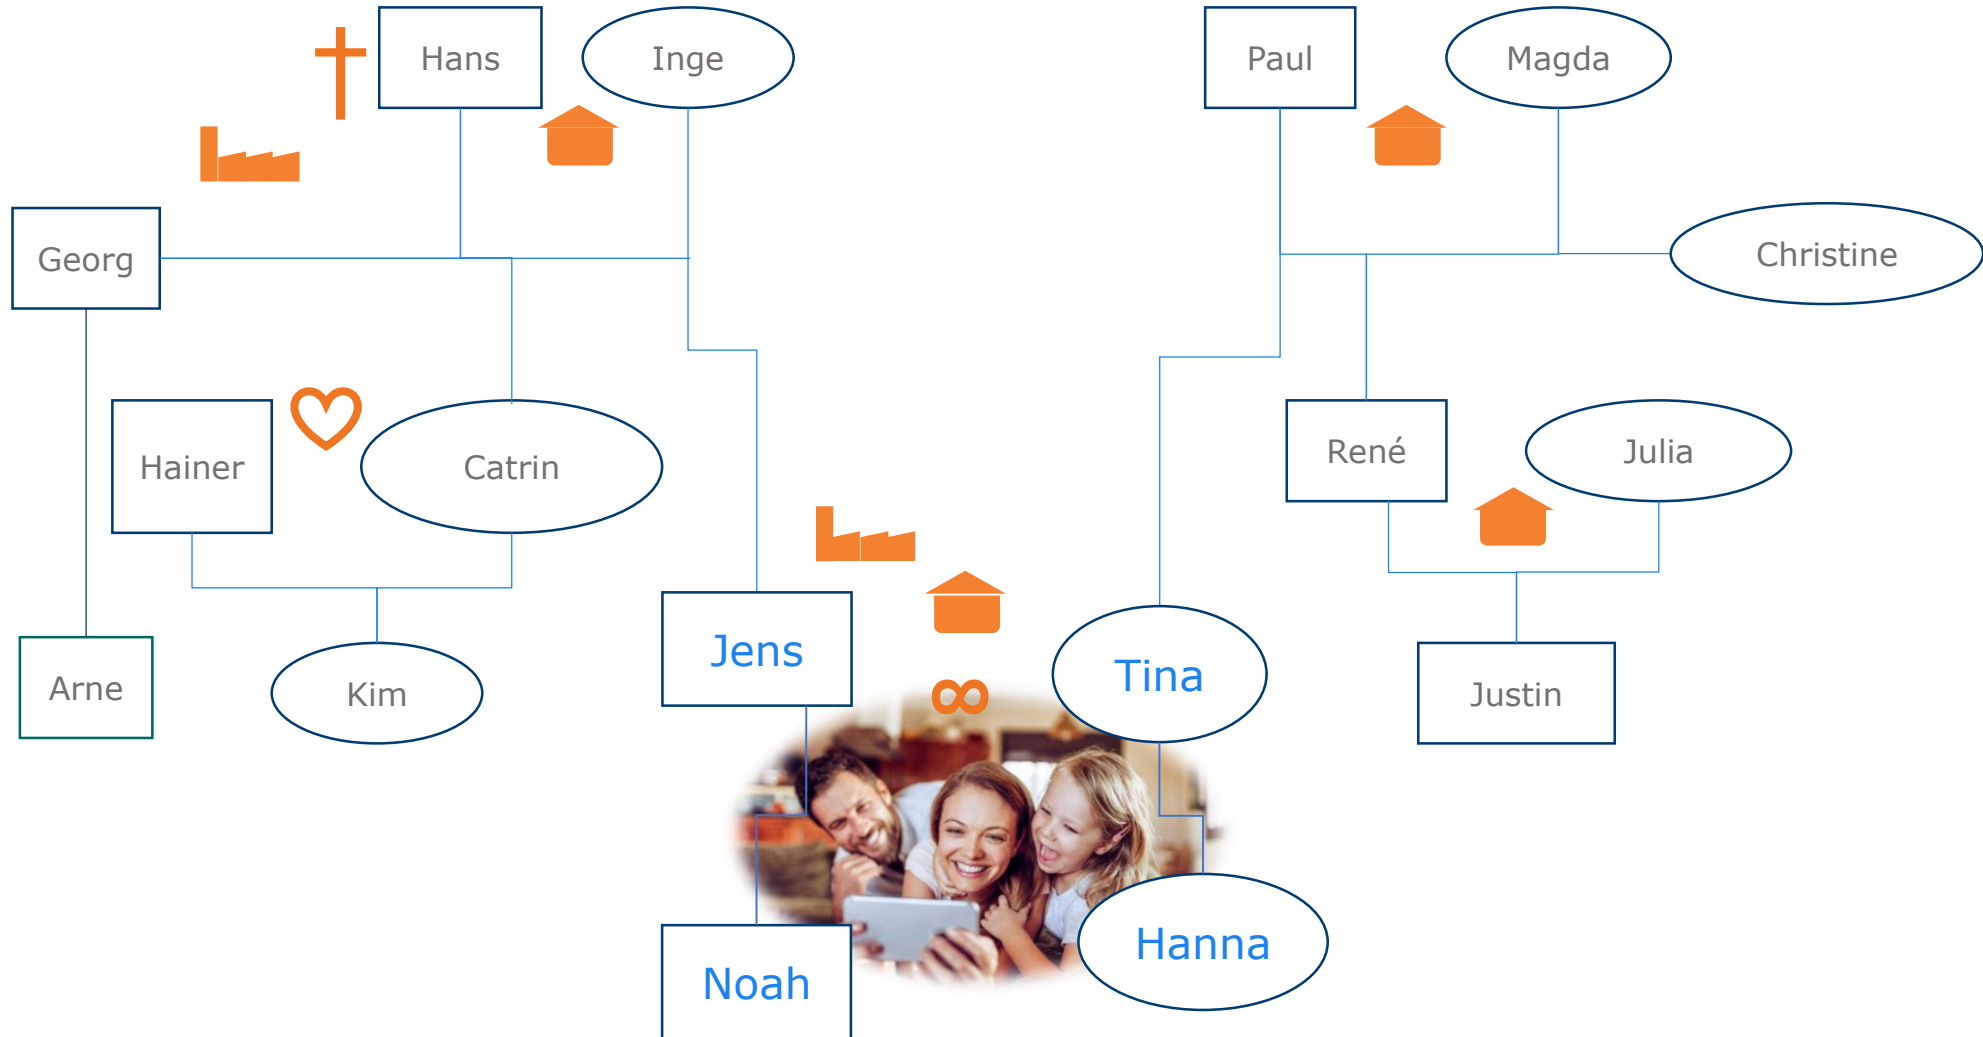 Hans
Inge
Paul
Magda
Georg
Christine
Hainer
Catrin
René
Julia
Jens
Tina
Arne
Kim
Justin
∞
Noah
Hanna